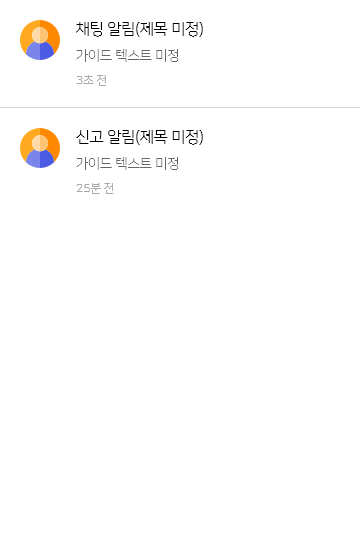 채팅 알림(제목 미정)
가이드 텍스트 미정
3초 전
신고 알림(제목 미정)
가이드 텍스트 미정
25분 전